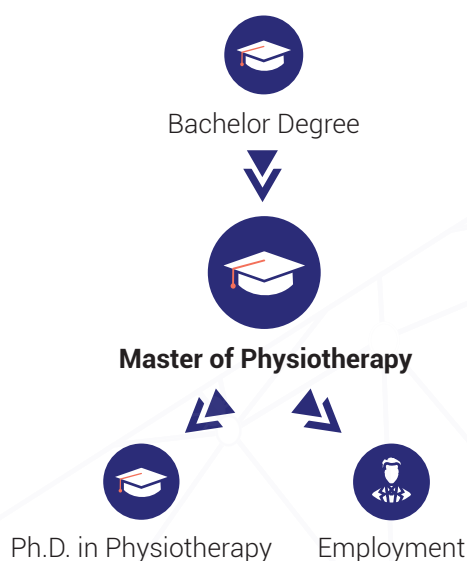 Bachelor Degree
Master of Physiotherapy
Ph.D. in Physiotherapy
Employment